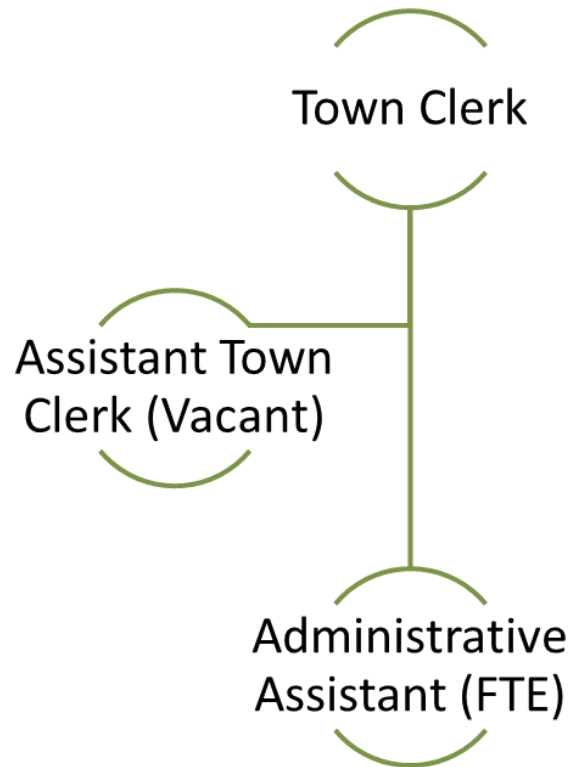 Town Clerk
Assistant Town
Clerk (Vacant)
Administrative
Assistant (FTE)